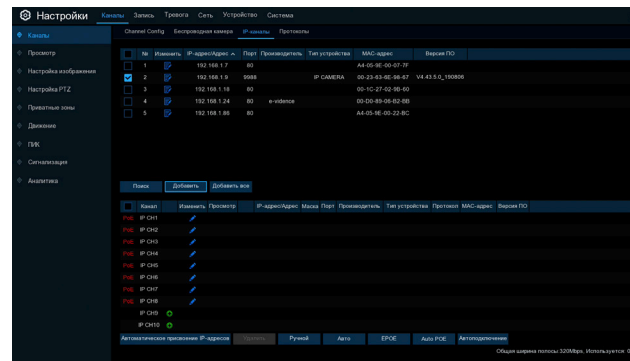 Настройки Каналы Запись Тревога Сеть Устройство Система
Каналы Channel Config Беспроводная камера IP-каналы Протоколы
Просмотр
Настройка изображения
Настройка PTZ
Приватные зоны
Движение
ПИК
Сигнализация
Аналитика
№ Изменить IP-адрес/Адрес Порт Производитель Тип устройства MAC-адрес Версия ПО
1 192.168.1.7 80 A4-05-9E-00-07-7F
2 192.168.1.9 9988 IP CAMERA 00-23-63-6E-96-67 V4.43.5.0_190806
3 192.168.1.18 80 00-1C-27-02-9B-60
4 192.168.1.24 80 e-vidence 00-D0-89-06-B2-BB
5 192.168.1.86 80 A4-05-9E-00-22-BC
Поиск Добавить Добавить все
Канал Изменить Просмотр IP-адрес/Адрес Маска Порт Производитель Тип устройства Протокол MAC-адрес Версия ПО
PoE IP CH1
PoE IP CH2
PoE IP CH3
PoE IP CH4
PoE IP CH5
PoE IP CH6
PoE IP CH7
PoE IP CH8
IP CH9
IP CH10
Автоматическое присвоение IP-адресов Удалить Ручной Авто EPOE Auto POE Автоподключение
Общая ширина полосы 320Mbps, Используется: 0